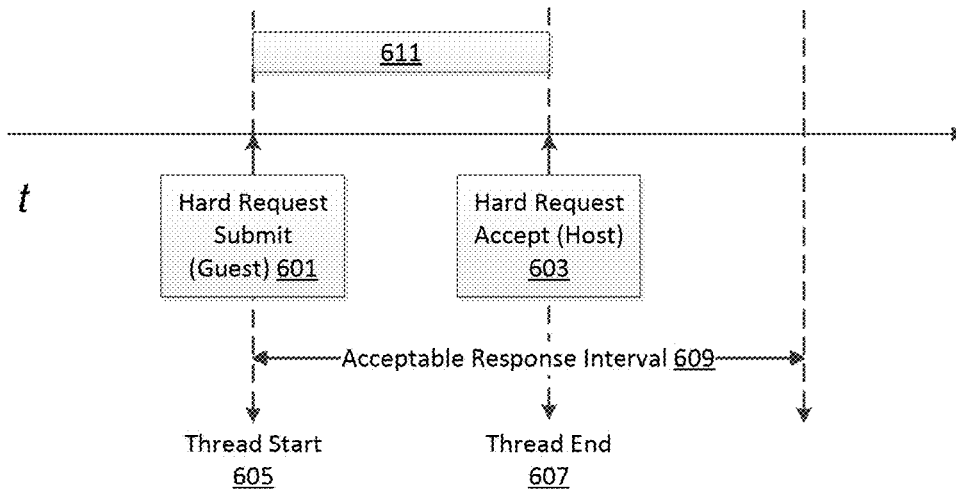 611
t
Hard Request
Submit
(Guest) 601
Hard Request
Accept (Host)
603
Acceptable Response Interval 609
Thread Start
605
Thread End
607